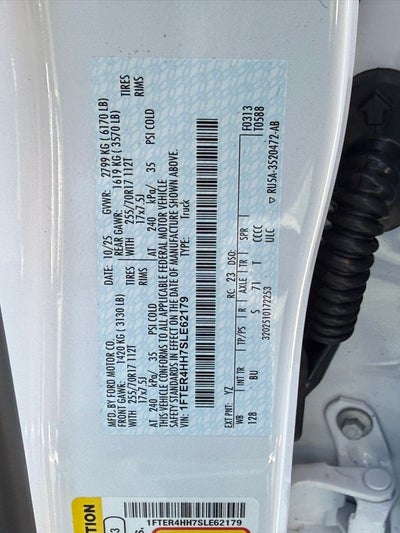 MFD. BY FORD MOTOR CO.
DATE: 10/25 GVWR: 2799 KG (6170 LB)
FRONT GAWR: 1420 KG (3130 LB) REAR GAWR: 1619 KG (3570 LB)
255/70R17 112T WITH 255/70R17 112T TIRES
17x7.5J WITH 17x7.5J RIMS
AT 240 kPa/ 35 PSI COLD AT 240 kPa/ 35 PSI COLD
THIS VEHICLE CONFORMS TO ALL APPLICABLE FEDERAL MOTOR VEHICLE
SAFETY STANDARDS IN EFFECT ON THE DATE OF MANUFACTURE SHOWN ABOVE.
VIN: 1FTER4HH7SLE62179 TYPE: Truck
EXT PNT: YZ RC: 23 DSO: F0313
T0588
WB INT TR TP/PS R AXLE TR SPR
128 BU S 71 T CCCC
ULC
3202510172253 ▽ RU5A-3520472-AB
1FTER4HH7SLE62179